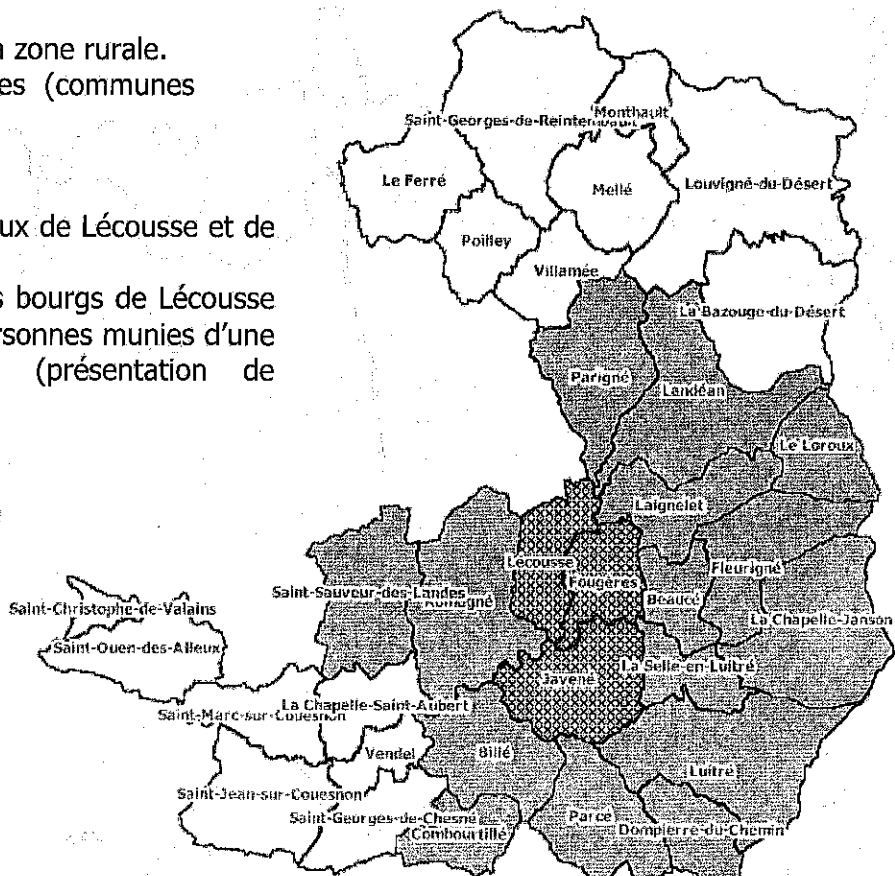 a zone rurale.
es (communes
ux de Lécousse et de
s bourgs de Lécousse
ersonnes munies d'une
(présentation de
Saint-Georges-de-Reintembault
Monthault
Le Ferré
Mellé
Louvigné-du-Désert
Poilley
Villamée
La Bazouge-du-Désert
Parigné
Landéan
Le Loroux
Laignelet
Lécousse
Fougères
Fleurigné
Saint-Sauveur-des-Landes
Romagné
Beaucé
Saint-Christophe-de-Valains
La Chapelle-Janson
Saint-Ouen-des-Alleux
La Selle-en-Luitré
Javené
La Chapelle-Saint-Aubert
Saint-Marc-sur-Couesnon
Vendel
Billé
Luitré
Saint-Jean-sur-Couesnon
Saint-Georges-de-Chesné
Parcé
Combourtillé
Dompierre-du-Chemin